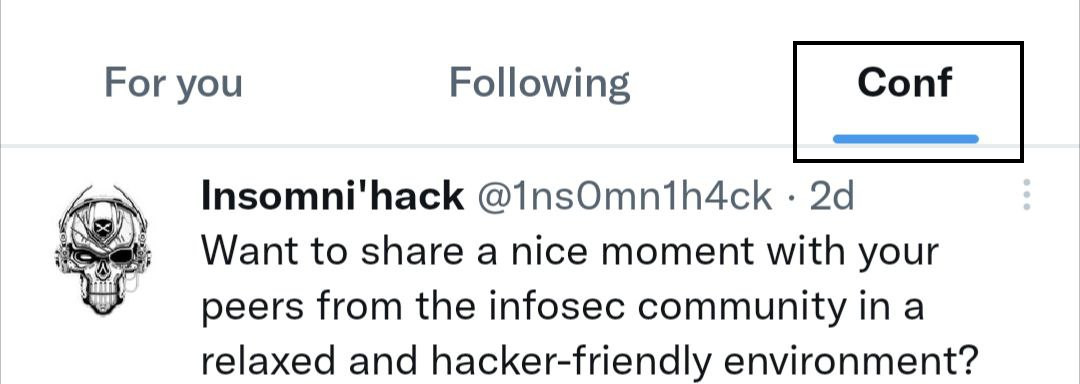 For you Following Conf
Insomni'hack @1ns0mn1h4ck · 2d
Want to share a nice moment with your
peers from the infosec community in a
relaxed and hacker-friendly environment?